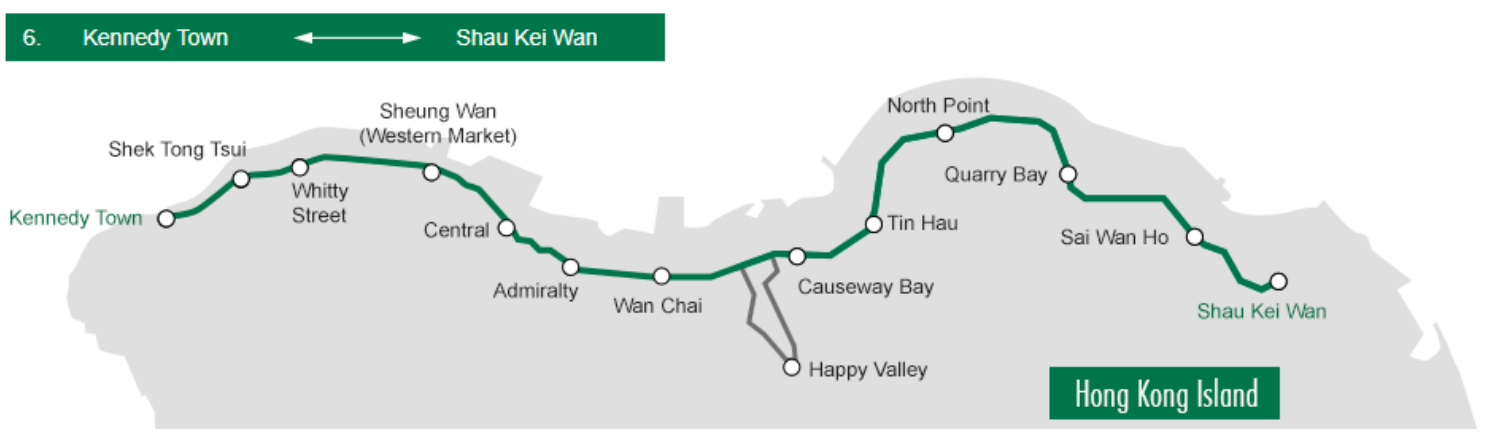 6. Kennedy Town Shau Kei Wan
Sheung Wan
(Western Market)
Shek Tong Tsui
Whitty
Street
Kennedy Town
Central
Admiralty
Wan Chai
Causeway Bay
Happy Valley
Tin Hau
North Point
Quarry Bay
Sai Wan Ho
Shau Kei Wan
Hong Kong Island